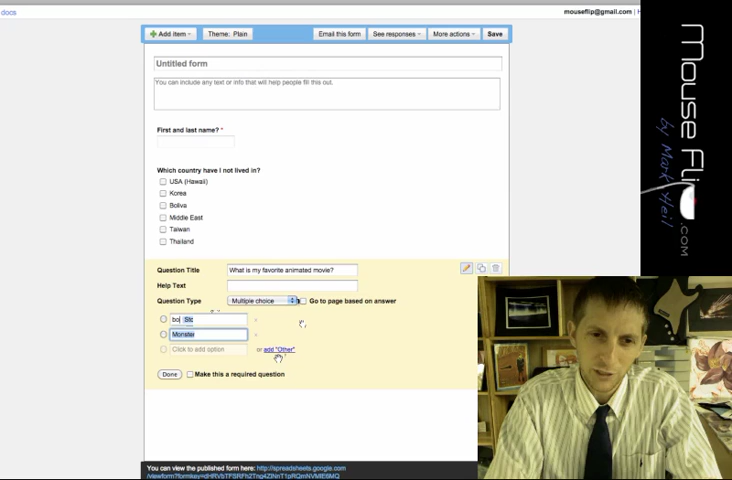 docs
mouseflip@gmail.com | H
Add item
Theme: Plain
Email this form
See responses
More actions
Save
Untitled form
You can include any text or info that will help people fill this out.
First and last name? *
Which country have I not lived in?
USA (Hawaii)
Korea
Boliva
Middle East
Taiwan
Thailand
Question Title
What is my favorite animated movie?
Help Text
Question Type
Multiple choice
Go to page based on answer
Monster
Click to add option
or add "Other"
Done
Make this a required question
You can view the published form here: http://spreadsheets.google.com
Mouse Flip
.COM
by Mark Heil